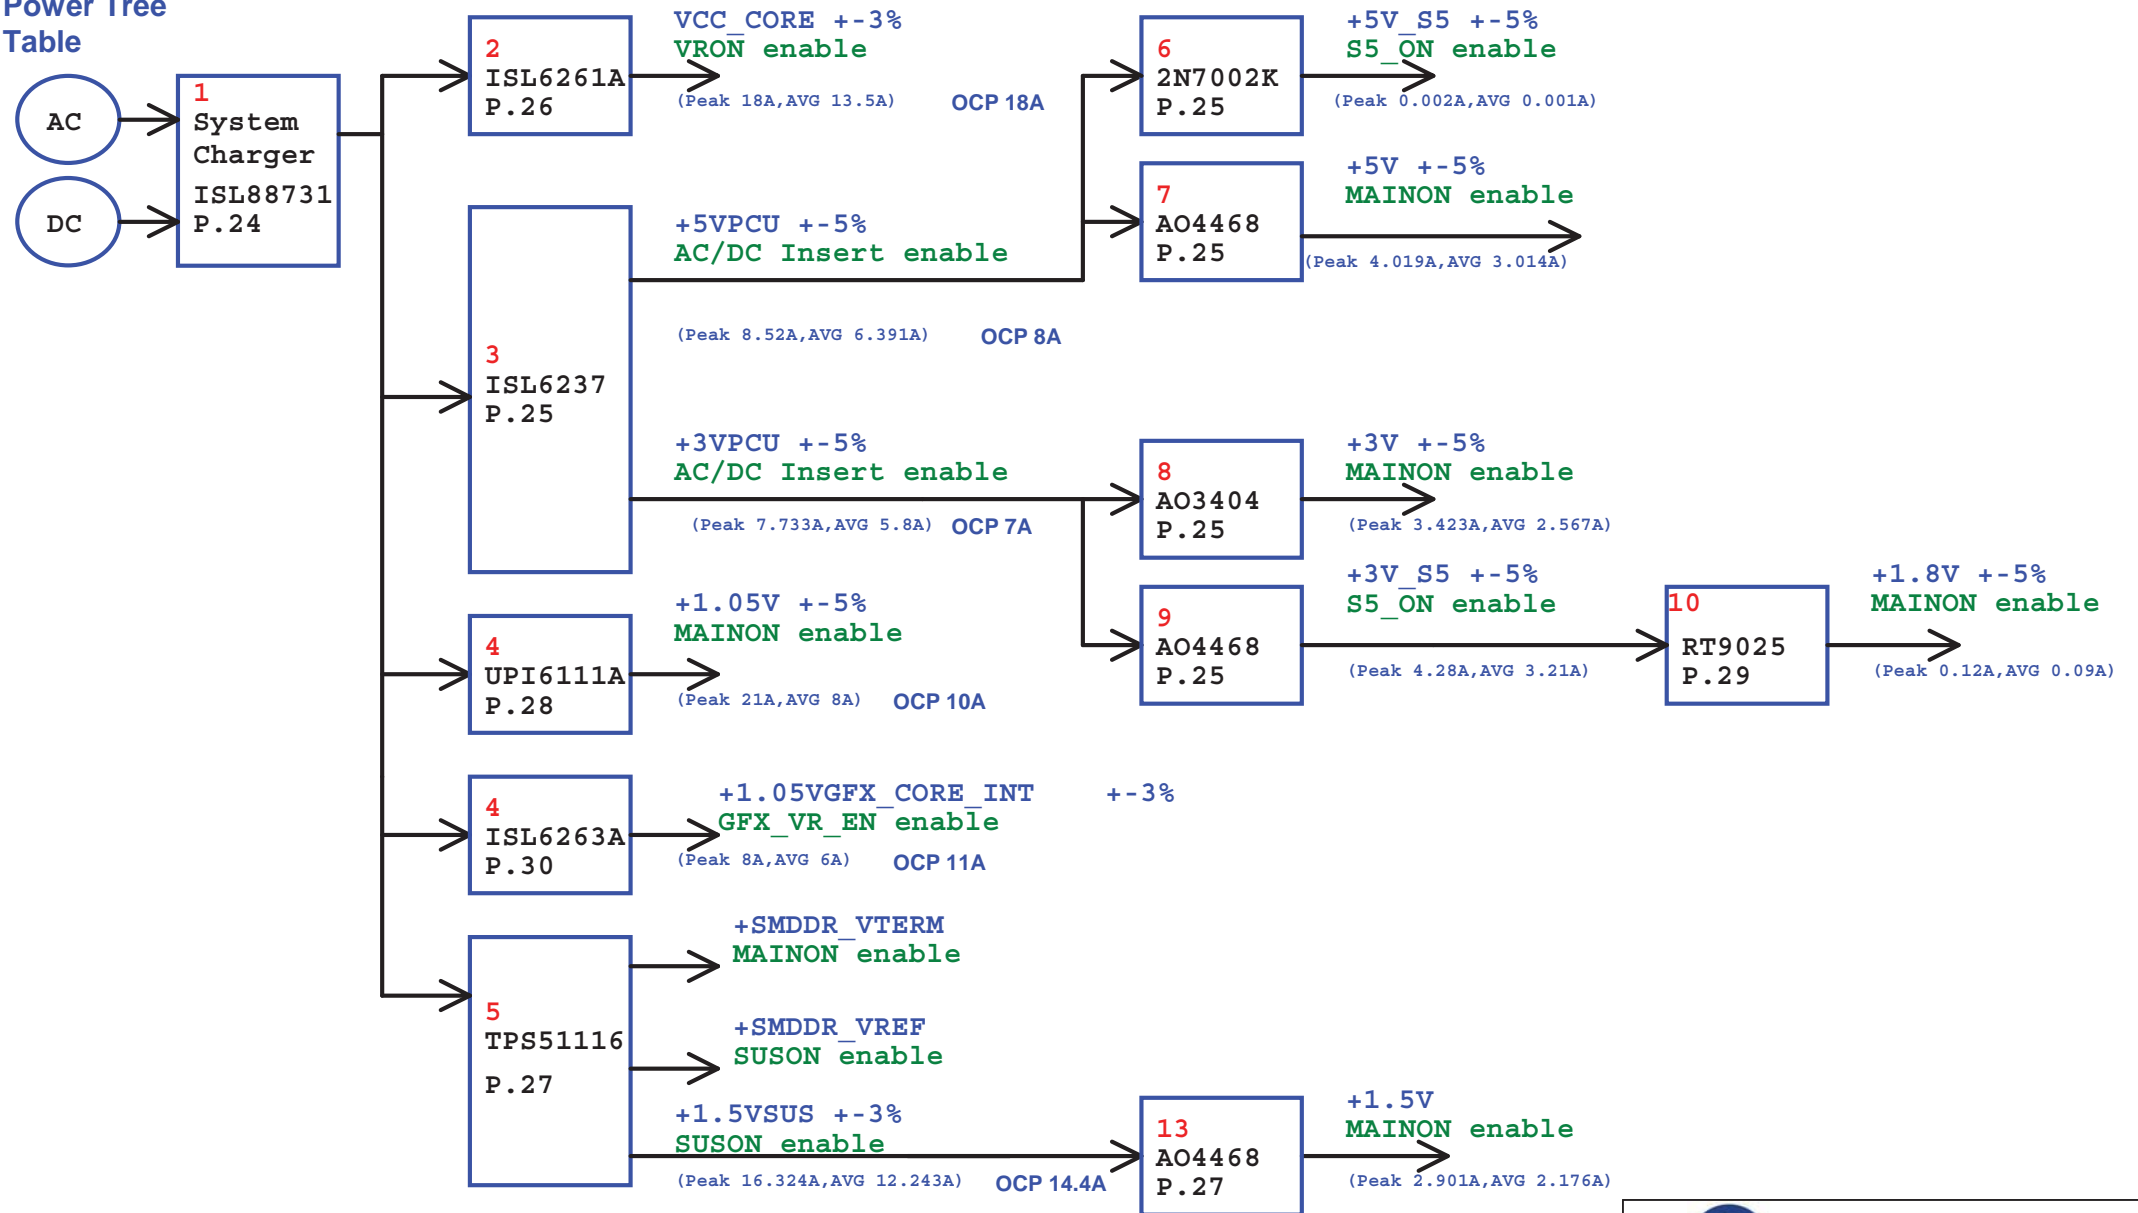 Power Tree
Table
AC
DC
1
System
Charger
ISL88731
P.24
2
ISL6261A
P.26
VCC_CORE +-3%
VRON enable
(Peak 18A,AVG 13.5A)
OCP 18A
3
ISL6237
P.25
+5VPCU +-5%
AC/DC Insert enable
(Peak 8.52A,AVG 6.391A)
OCP 8A
+3VPCU +-5%
AC/DC Insert enable
(Peak 7.733A,AVG 5.8A)
OCP 7A
6
2N7002K
P.25
+5V_S5 +-5%
S5_ON enable
(Peak 0.002A,AVG 0.001A)
7
AO4468
P.25
+5V +-5%
MAINON enable
(Peak 4.019A,AVG 3.014A)
8
AO3404
P.25
+3V +-5%
MAINON enable
(Peak 3.423A,AVG 2.567A)
9
AO4468
P.25
+3V_S5 +-5%
S5_ON enable
(Peak 4.28A,AVG 3.21A)
10
RT9025
P.29
+1.8V +-5%
MAINON enable
(Peak 0.12A,AVG 0.09A)
4
UPI6111A
P.28
+1.05V +-5%
MAINON enable
(Peak 21A,AVG 8A)
OCP 10A
4
ISL6263A
P.30
+1.05VGFX_CORE_INT +-3%
GFX_VR_EN enable
(Peak 8A,AVG 6A)
OCP 11A
5
TPS51116
P.27
+SMDDR_VTERM
MAINON enable
+SMDDR_VREF
SUSON enable
+1.5VSUS +-3%
SUSON enable
(Peak 16.324A,AVG 12.243A)
OCP 14.4A
13
AO4468
P.27
+1.5V
MAINON enable
(Peak 2.901A,AVG 2.176A)